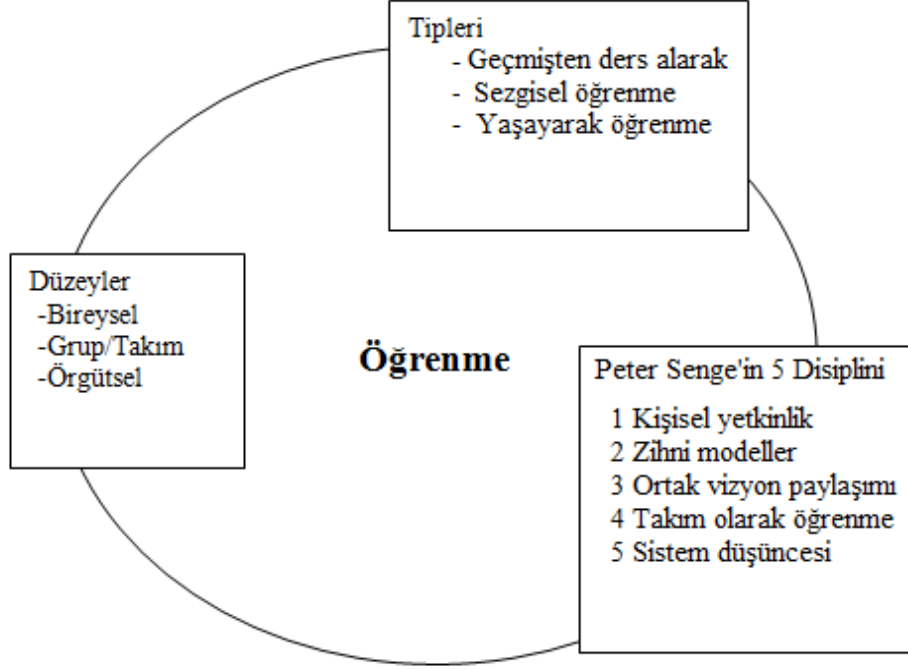 Tipleri
- Geçmişten ders alarak
- Sezgisel öğrenme
- Yaşayarak öğrenme
Düzeyler
-Bireysel
-Grup/Takım
-Örgütsel
Öğrenme
Peter Senge'in 5 Disiplini
1 Kişisel yetkinlik
2 Zihni modeller
3 Ortak vizyon paylaşımı
4 Takım olarak öğrenme
5 Sistem düşüncesi